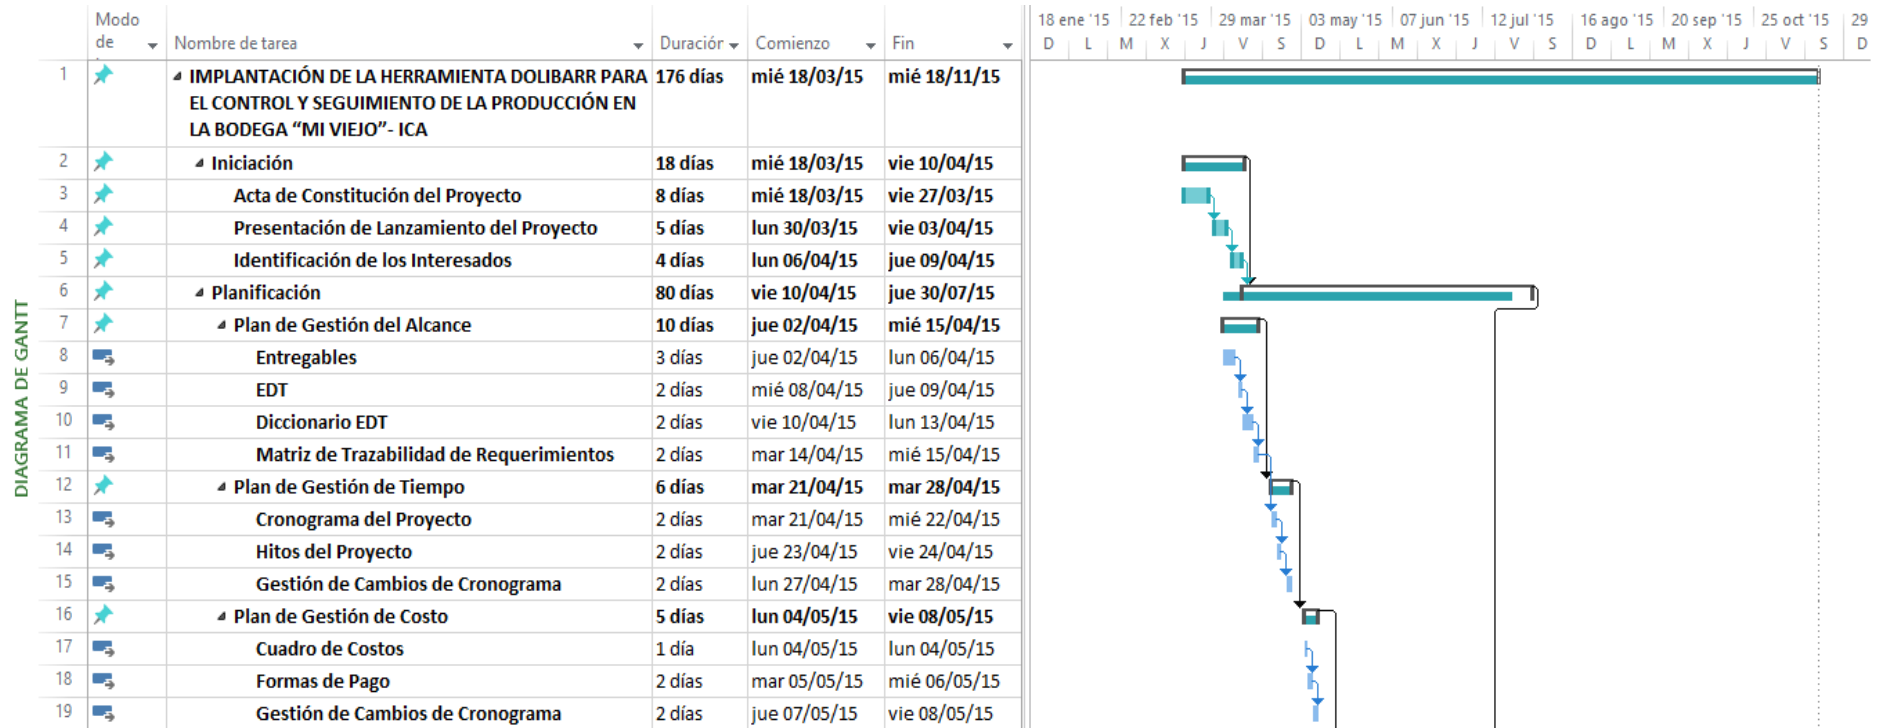 DIAGRAMA DE GANTT
Modo de Nombre de tarea Duración Comienzo Fin
18 ene '15 22 feb '15 29 mar '15 03 may '15 07 jun '15 12 jul '15 16 ago '15 20 sep '15 25 oct '15 29
D L M X J V S D L M X J V S D L M X J V S D
1 IMPLANTACIÓN DE LA HERRAMIENTA DOLIBARR PARA 176 días mié 18/03/15 mié 18/11/15
EL CONTROL Y SEGUIMIENTO DE LA PRODUCCIÓN EN
LA BODEGA “MI VIEJO”- ICA
2 Iniciación 18 días mié 18/03/15 vie 10/04/15
3 Acta de Constitución del Proyecto 8 días mié 18/03/15 vie 27/03/15
4 Presentación de Lanzamiento del Proyecto 5 días lun 30/03/15 vie 03/04/15
5 Identificación de los Interesados 4 días lun 06/04/15 jue 09/04/15
6 Planificación 80 días vie 10/04/15 jue 30/07/15
7 Plan de Gestión del Alcance 10 días jue 02/04/15 mié 15/04/15
8 Entregables 3 días jue 02/04/15 lun 06/04/15
9 EDT 2 días mié 08/04/15 jue 09/04/15
10 Diccionario EDT 2 días vie 10/04/15 lun 13/04/15
11 Matriz de Trazabilidad de Requerimientos 2 días mar 14/04/15 mié 15/04/15
12 Plan de Gestión de Tiempo 6 días mar 21/04/15 mar 28/04/15
13 Cronograma del Proyecto 2 días mar 21/04/15 mié 22/04/15
14 Hitos del Proyecto 2 días jue 23/04/15 vie 24/04/15
15 Gestión de Cambios de Cronograma 2 días lun 27/04/15 mar 28/04/15
16 Plan de Gestión de Costo 5 días lun 04/05/15 vie 08/05/15
17 Cuadro de Costos 1 día lun 04/05/15 lun 04/05/15
18 Formas de Pago 2 días mar 05/05/15 mié 06/05/15
19 Gestión de Cambios de Cronograma 2 días jue 07/05/15 vie 08/05/15